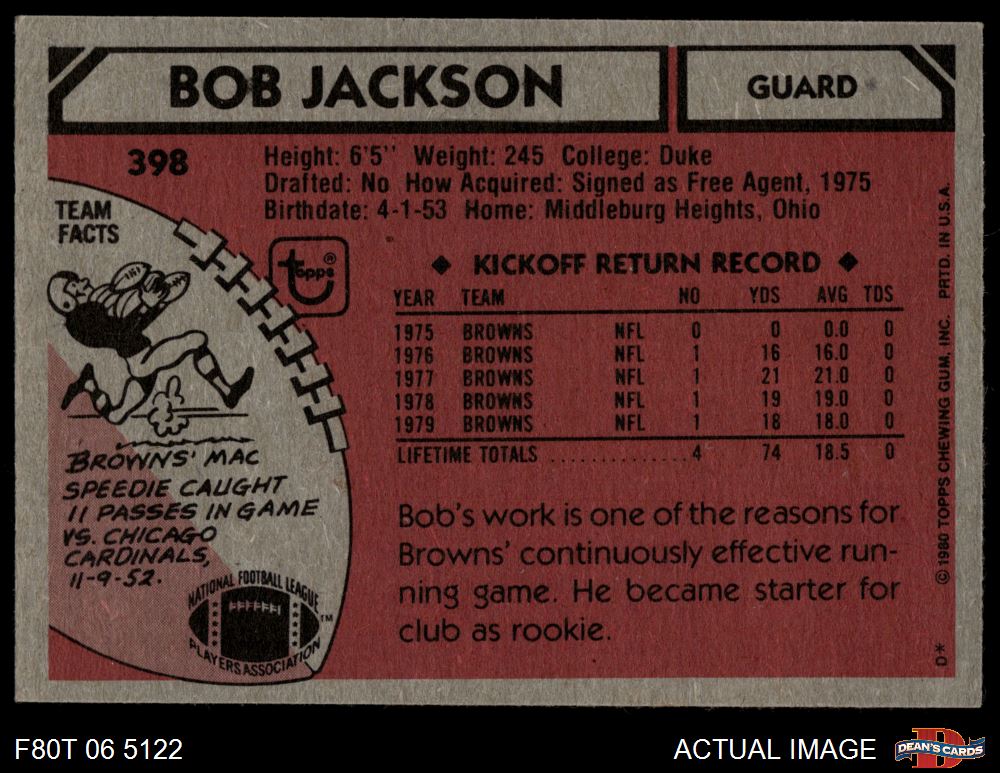 BOB JACKSON
GUARD
398
Height: 6'5'' Weight: 245 College: Duke
Drafted: No How Acquired: Signed as Free Agent, 1975
Birthdate: 4-1-53 Home: Middleburg Heights, Ohio
TEAM
FACTS
topps®
◆ KICKOFF RETURN RECORD ◆
YEAR TEAM NO YDS AVG TDS
1975 BROWNS NFL 0 0 0.0 0
1976 BROWNS NFL 1 16 16.0 0
1977 BROWNS NFL 1 21 21.0 0
1978 BROWNS NFL 1 19 19.0 0
1979 BROWNS NFL 1 18 18.0 0
LIFETIME TOTALS ............. 4 74 18.5 0
BROWNS' MAC
SPEEDIE CAUGHT
11 PASSES IN GAME
VS. CHICAGO
CARDINALS,
11-9-52.
NATIONAL FOOTBALL LEAGUE
PLAYERS ASSOCIATION
TM
Bob's work is one of the reasons for
Browns' continuously effective run-
ning game. He became starter for
club as rookie.
D* © 1980 TOPPS CHEWING GUM, INC. PRTD. IN U.S.A.
F80T 06 5122
ACTUAL IMAGE
DEAN'S CARDS